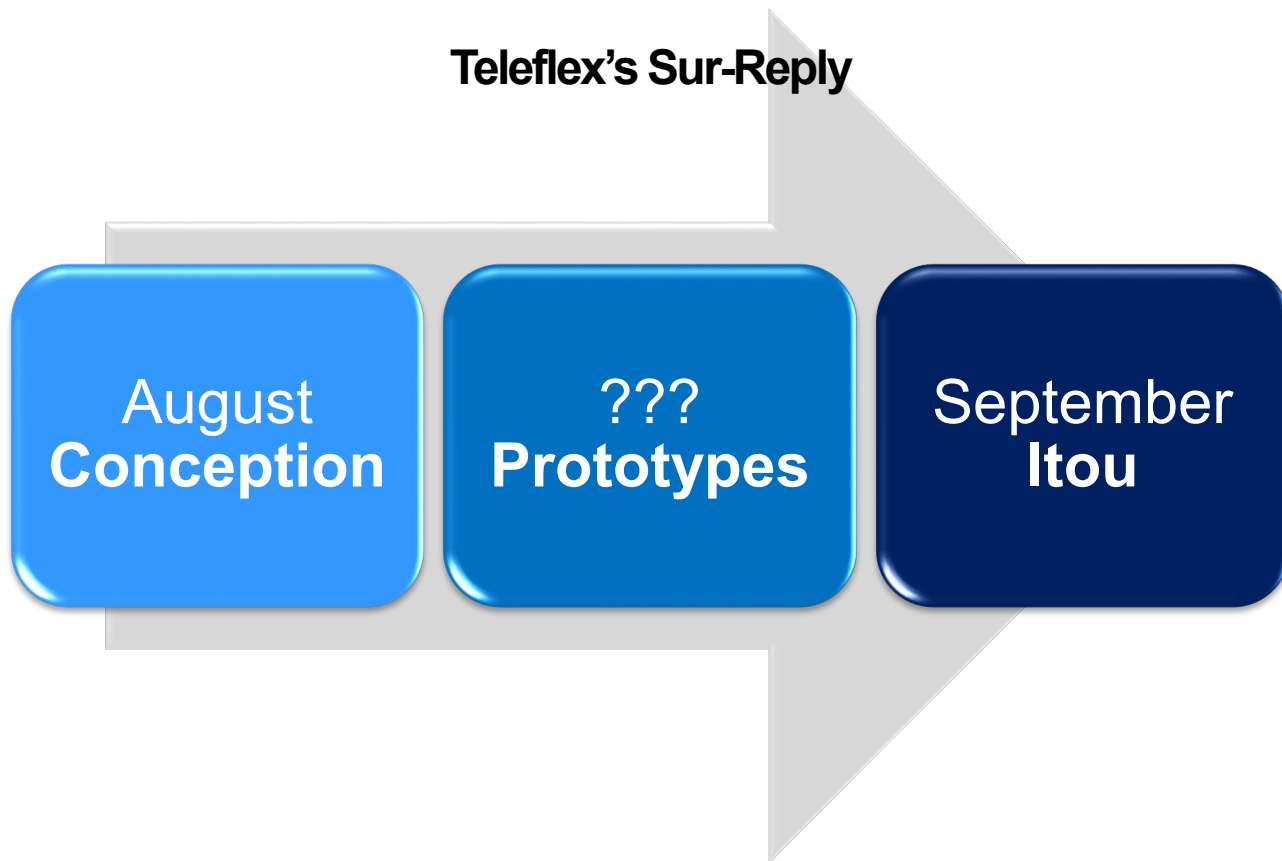 Teleflex’s Sur-Reply
August
Conception
???
Prototypes
September
Itou